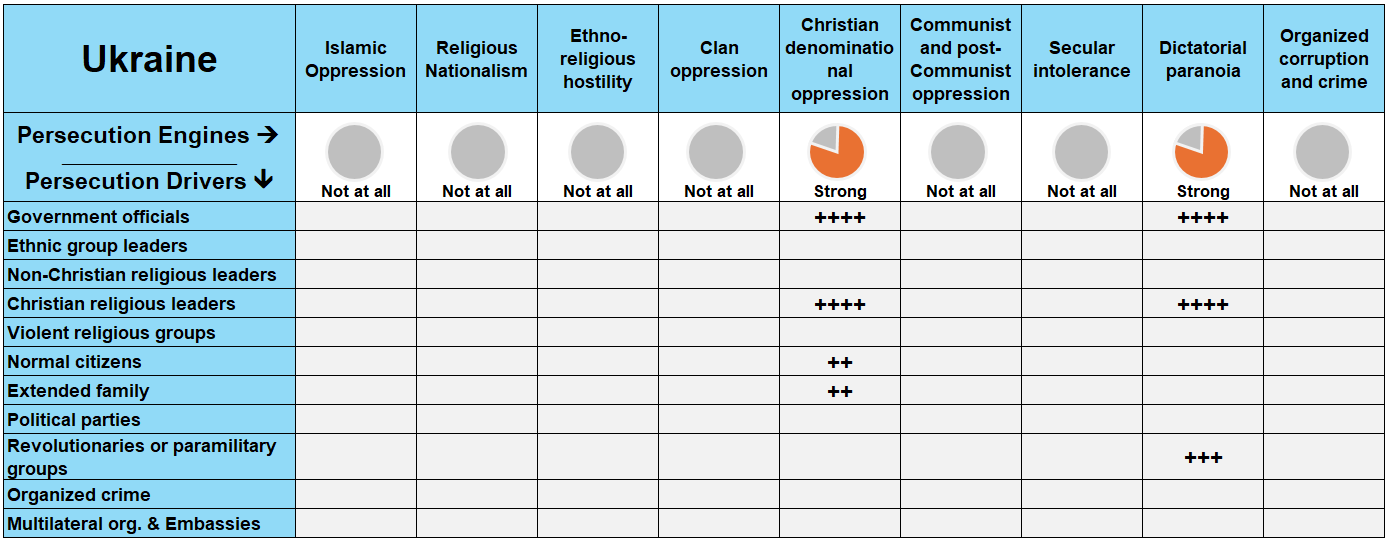 Ukraine
Islamic
Oppression
Religious
Nationalism
Ethno-
religious
hostility
Clan
oppression
Christian
denominatio
nal
oppression
Communist
and post-
Communist
oppression
Secular
intolerance
Dictatorial
paranoia
Organized
corruption
and crime
Persecution Engines →
Persecution Drivers ↓
Not at all
Not at all
Not at all
Not at all
Strong
Not at all
Not at all
Strong
Not at all
Government officials ++++ ++++
Ethnic group leaders
Non-Christian religious leaders
Christian religious leaders ++++ ++++
Violent religious groups
Normal citizens ++
Extended family ++
Political parties
Revolutionaries or paramilitary
groups +++
Organized crime
Multilateral org. & Embassies